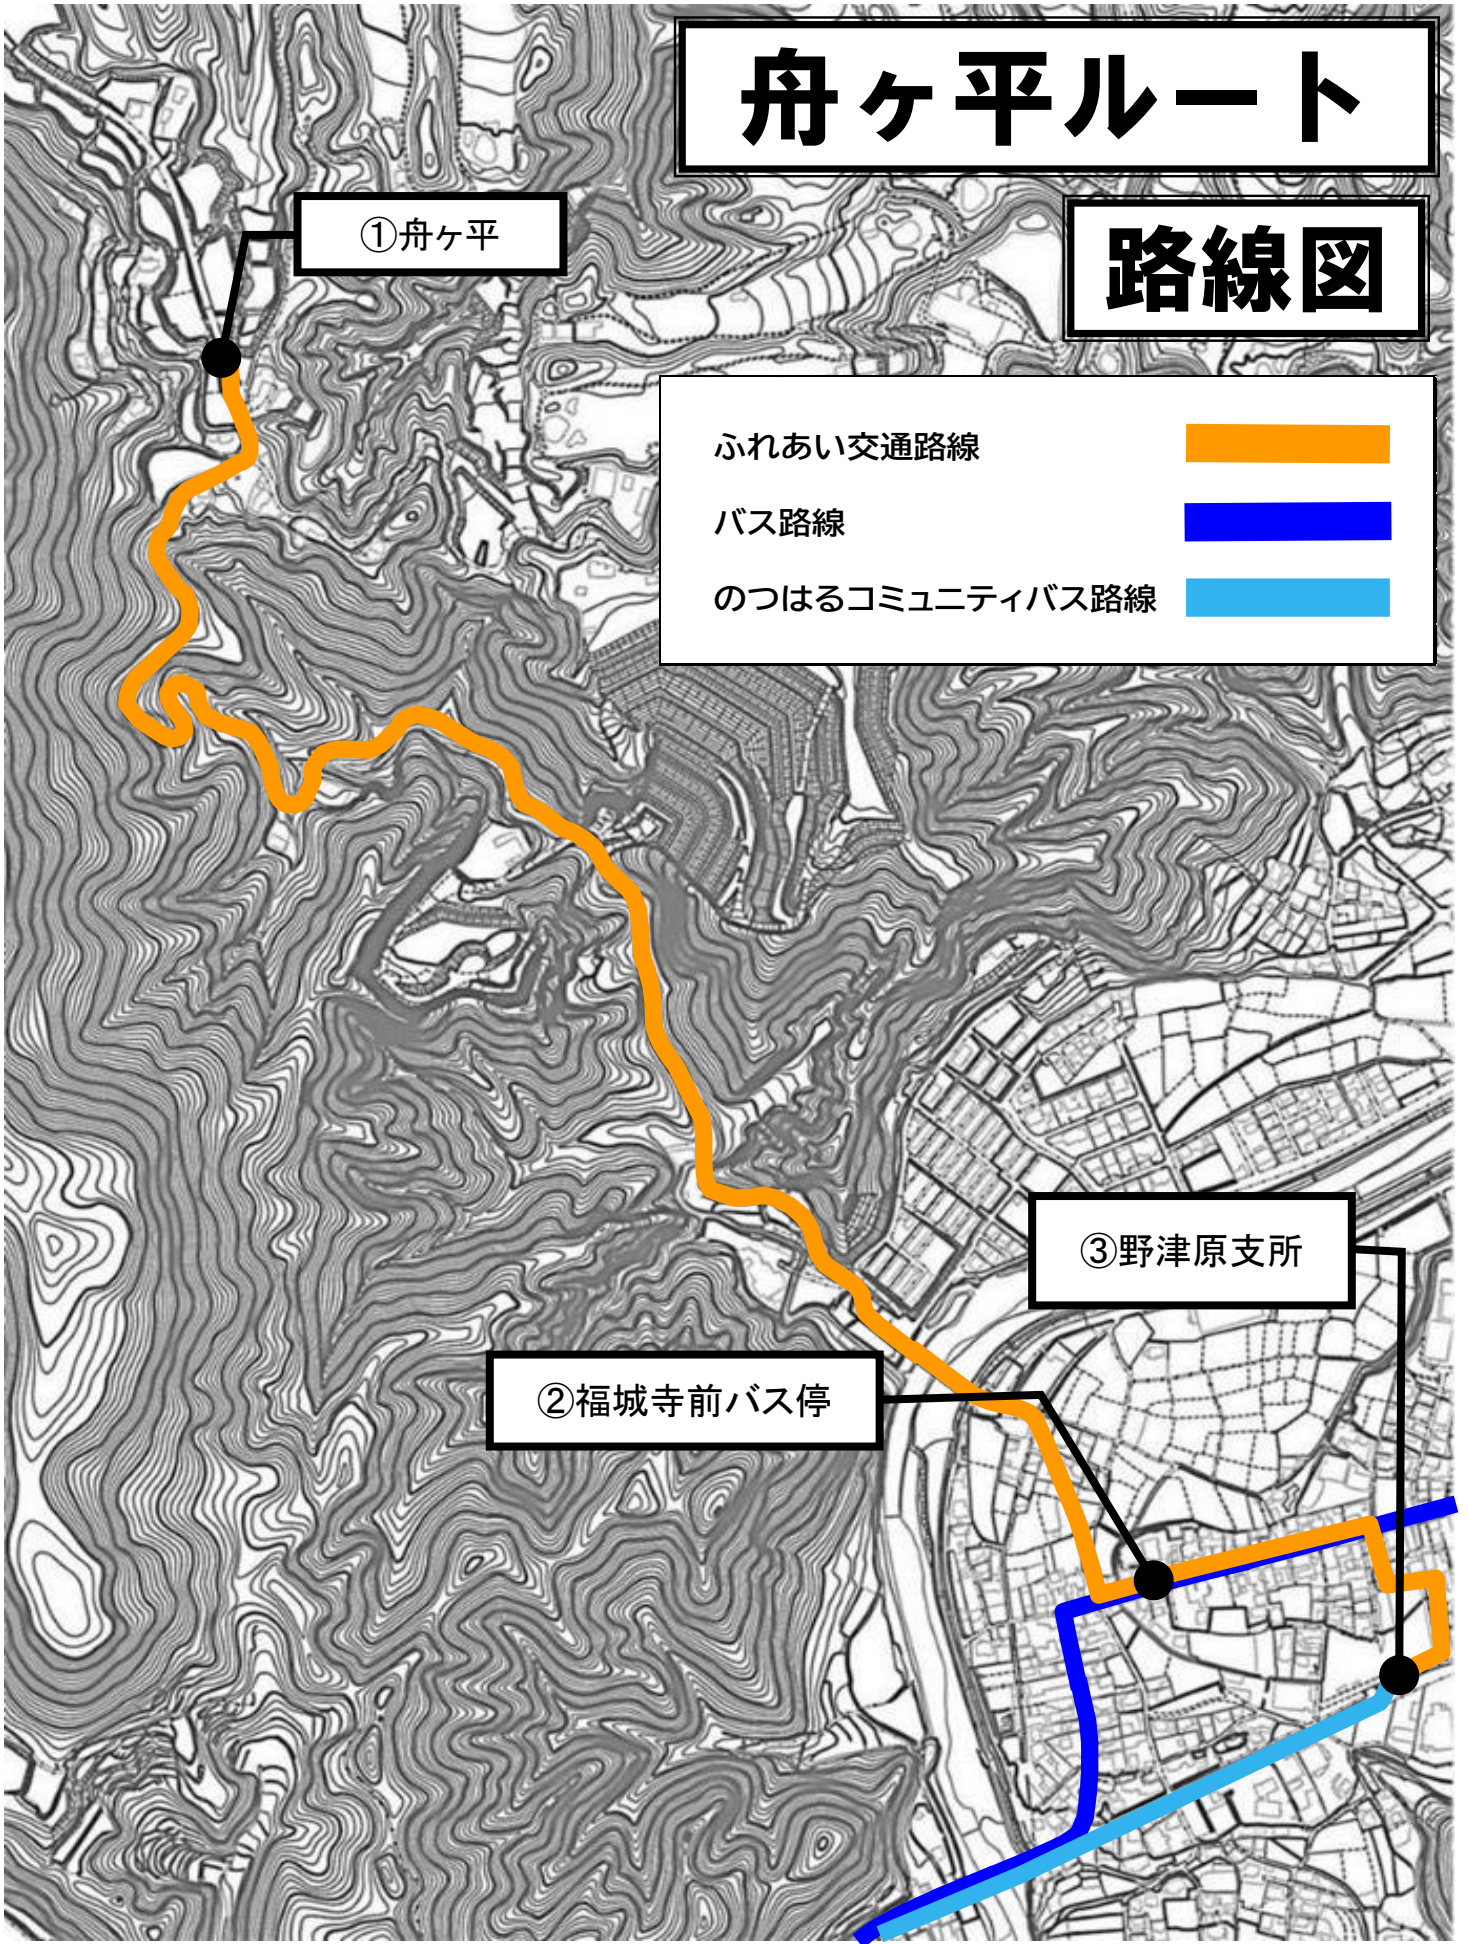 舟ヶ平ルート
路線図
①舟ヶ平
ふれあい交通路線
バス路線
のつはるコミュニティバス路線
③野津原支所
②福城寺前バス停